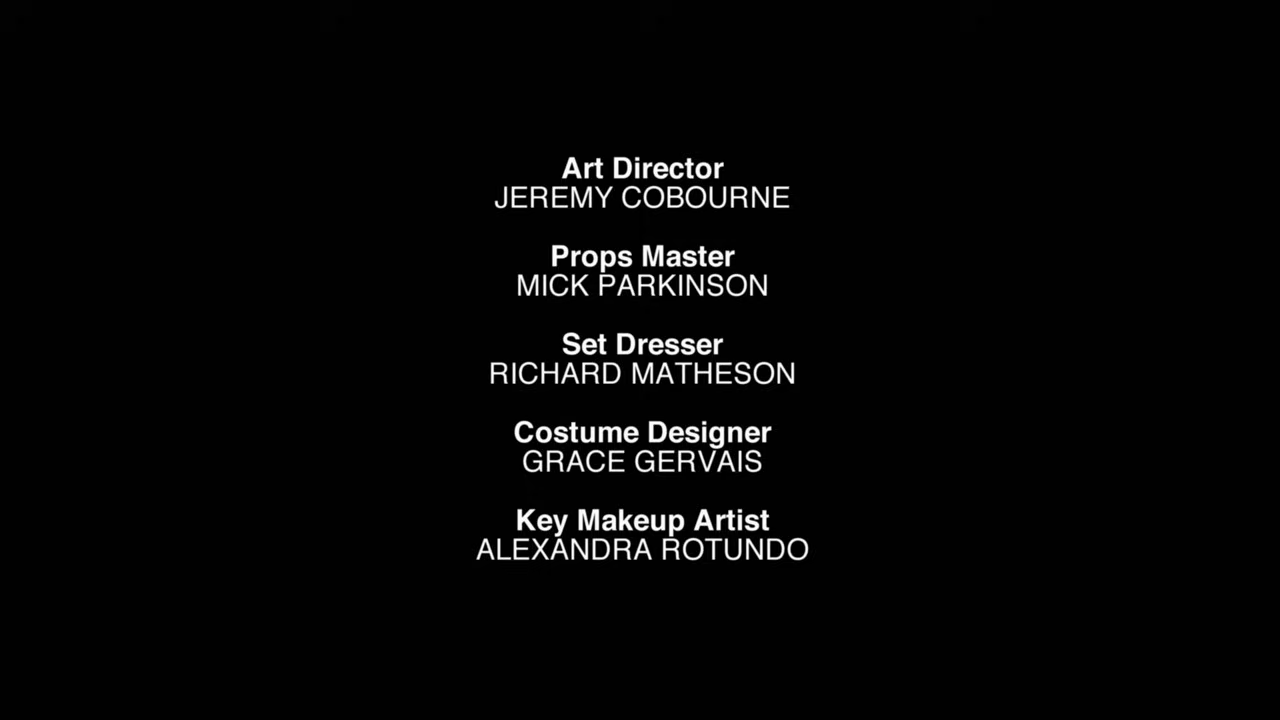 Art Director
JEREMY COBOURNE
Props Master
MICK PARKINSON
Set Dresser
RICHARD MATHESON
Costume Designer
GRACE GERVAIS
Key Makeup Artist
ALEXANDRA ROTUNDO